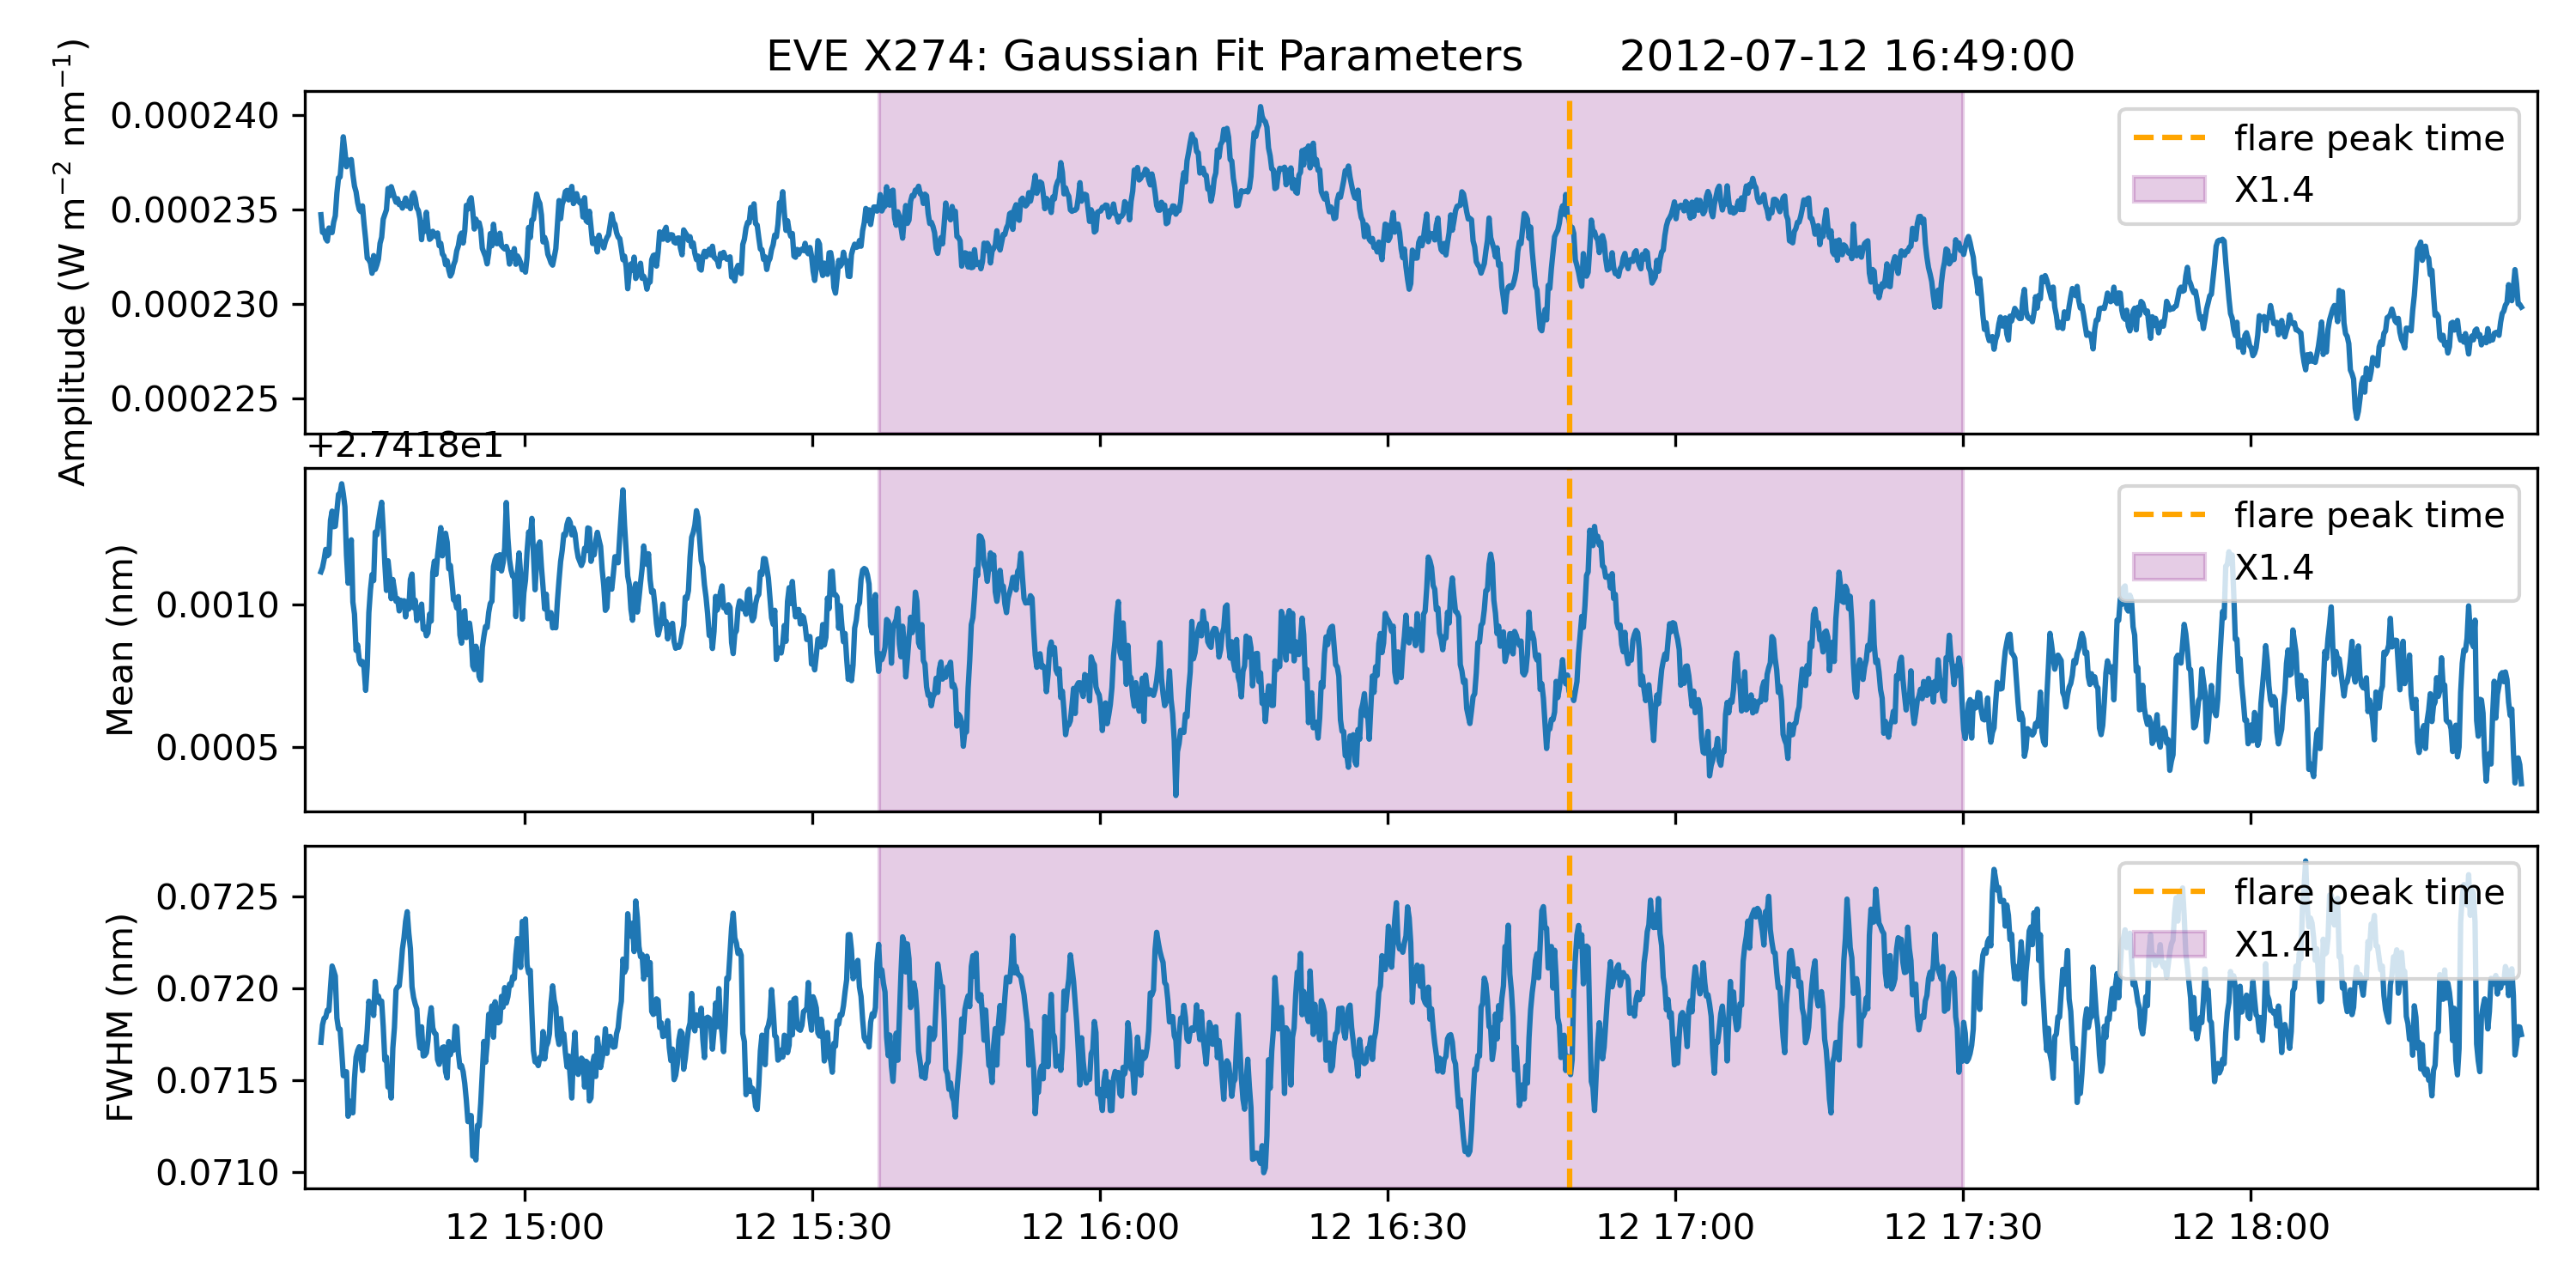 EVE X274: Gaussian Fit Parameters 2012-07-12 16:49:00
Amplitude (W m⁻² nm⁻¹)
0.000240
0.000235
0.000230
0.000225
flare peak time
X1.4
+2.7418e1
Mean (nm)
0.0010
0.0005
flare peak time
X1.4
FWHM (nm)
0.0725
0.0720
0.0715
0.0710
flare peak time
X1.4
12 15:00 12 15:30 12 16:00 12 16:30 12 17:00 12 17:30 12 18:00